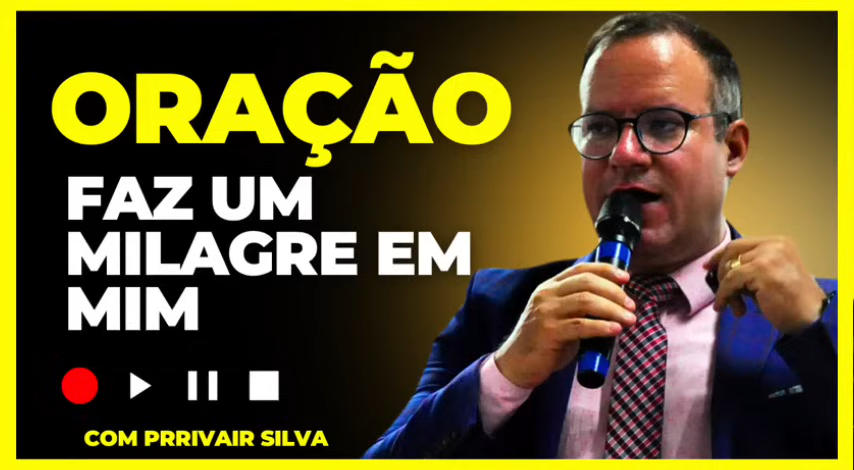 ORAÇÃO
FAZ UM
MILAGRE EM
MIM
COM PRRIVAIR SILVA